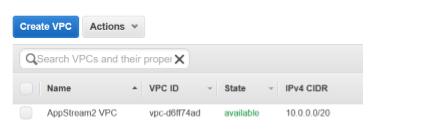 Create VPC Actions
Search VPCs and their proper
Name VPC ID State IPv4 CIDR
AppStream2 VPC vpc-d6ff74ad available 10.0.0.0/20